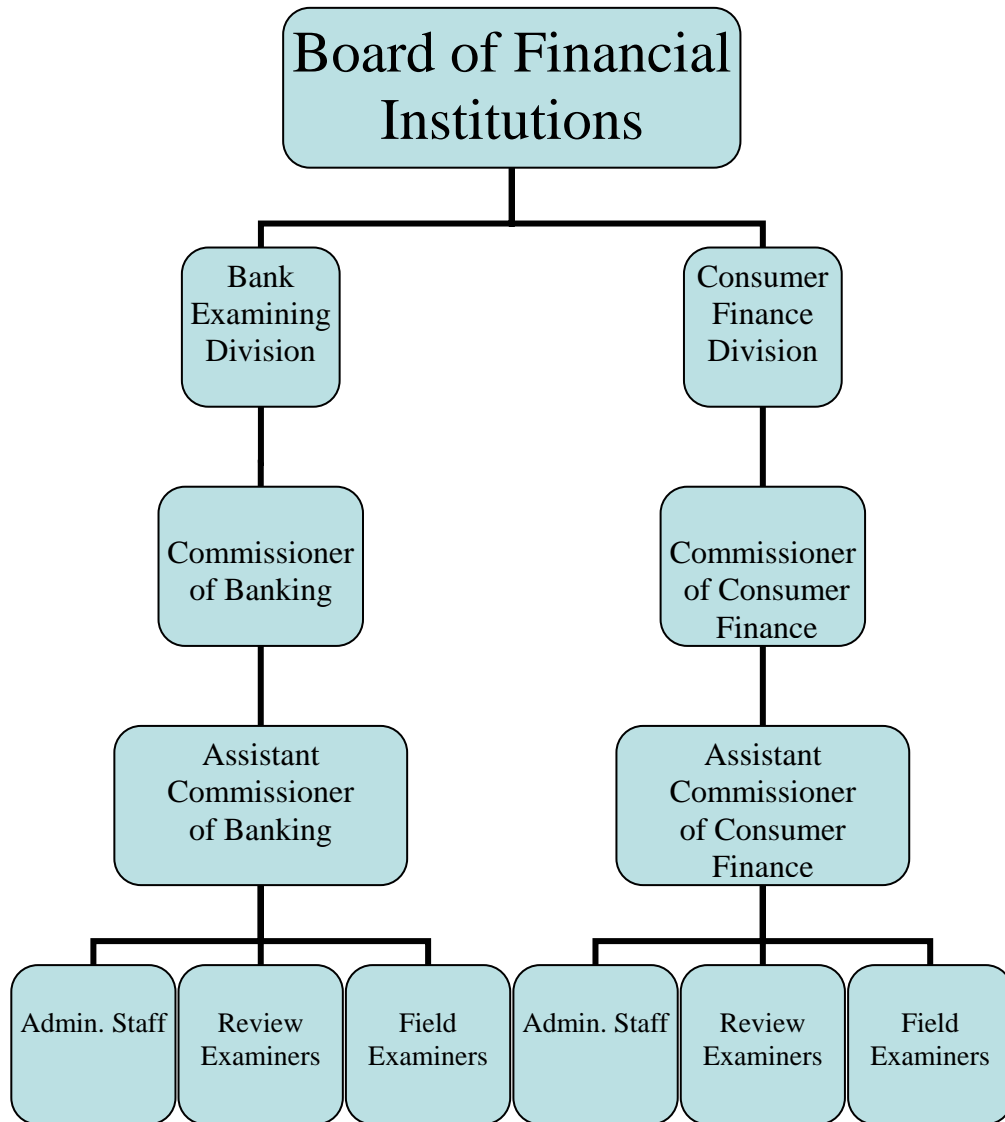 Board of Financial
Institutions
Bank
Examining
Division
Consumer
Finance
Division
Commissioner
of Banking
Commissioner
of Consumer
Finance
Assistant
Commissioner
of Banking
Assistant
Commissioner
of Consumer
Finance
Admin. Staff
Review
Examiners
Field
Examiners
Admin. Staff
Review
Examiners
Field
Examiners